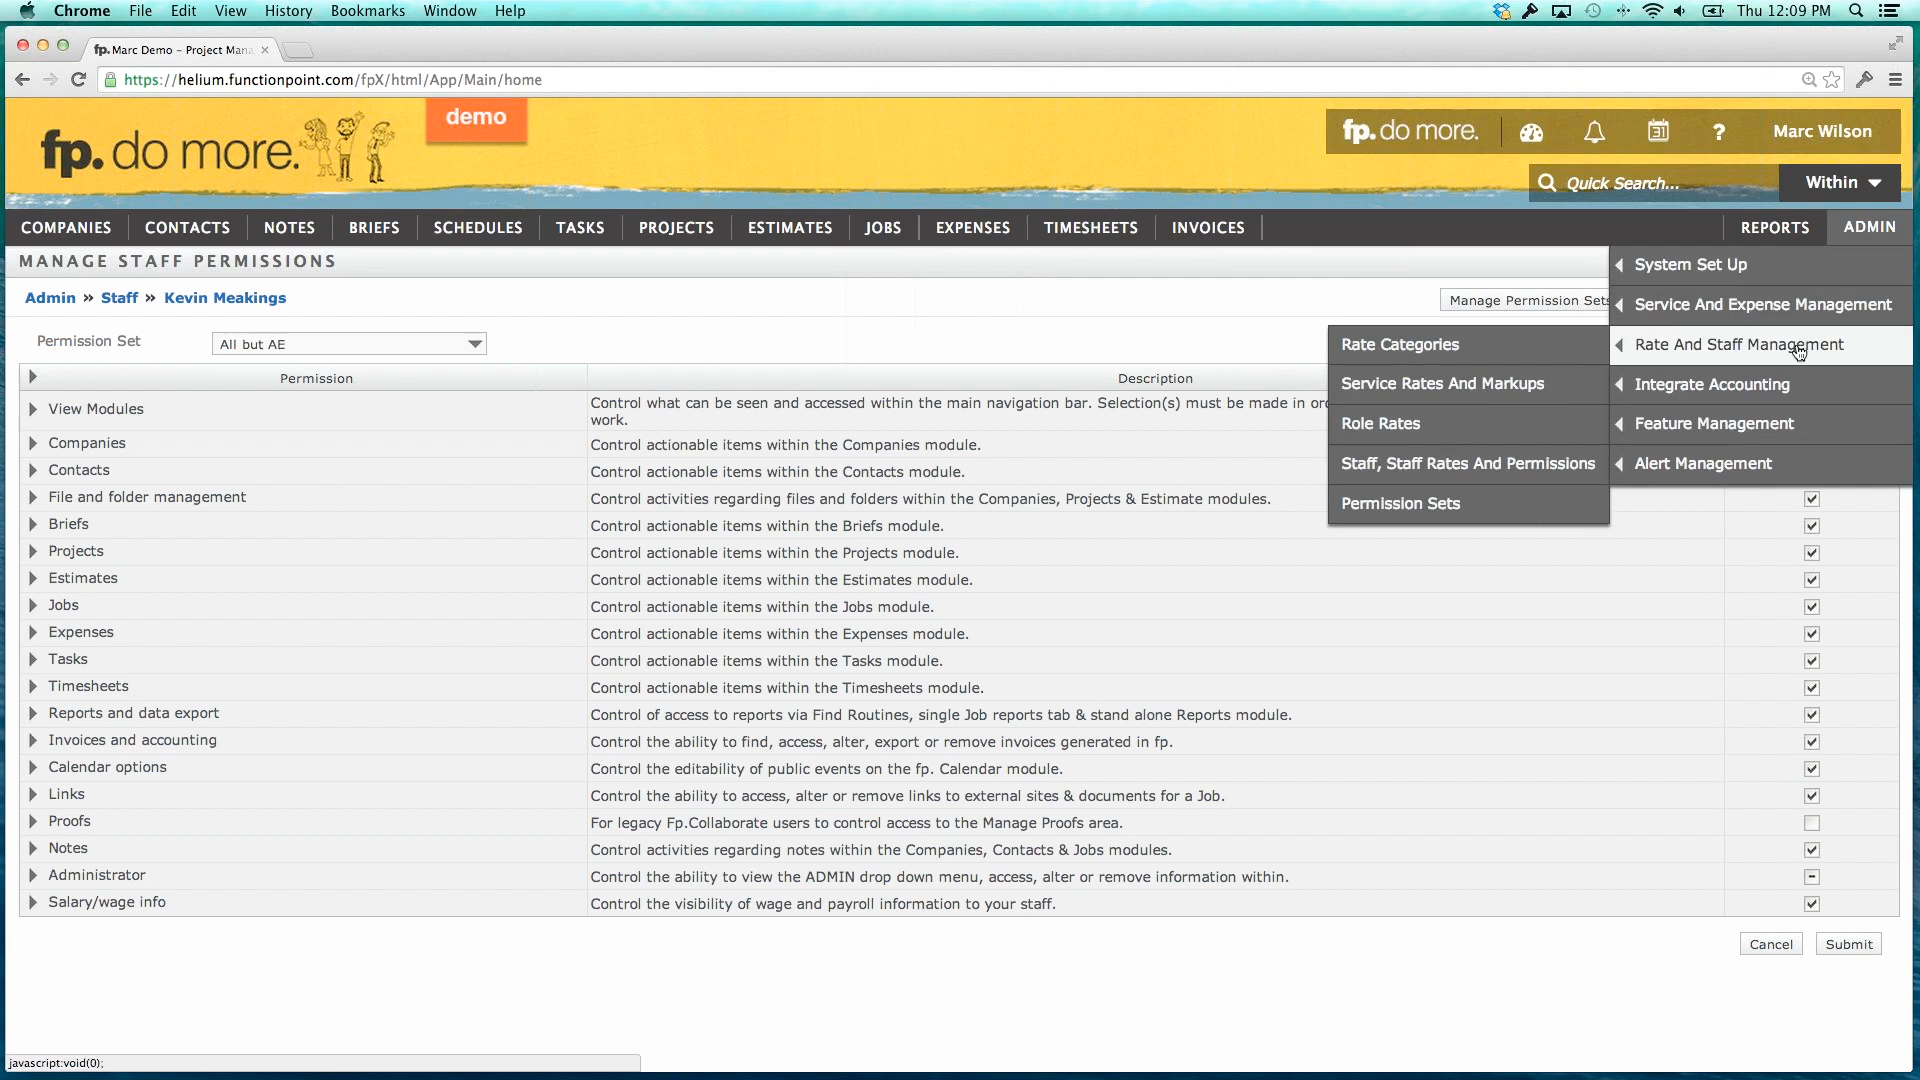 Chrome File Edit View History Bookmarks Window Help Thu 12:09 PM
fp. Marc Demo - Project Mana
https://helium.functionpoint.com/fpX/html/App/Main/home
fp. do more. demo
fp. do more. 31 ? Marc Wilson
Quick Search... Within
COMPANIES CONTACTS NOTES BRIEFS SCHEDULES TASKS PROJECTS ESTIMATES JOBS EXPENSES TIMESHEETS INVOICES REPORTS ADMIN
MANAGE STAFF PERMISSIONS
Admin » Staff » Kevin Meakings
Manage Permission Sets
Permission Set All but AE
System Set Up
Service And Expense Management
Rate And Staff Management
Integrate Accounting
Feature Management
Alert Management
Rate Categories
Service Rates And Markups
Role Rates
Staff, Staff Rates And Permissions
Permission Sets
Permission Description
View Modules Control what can be seen and accessed within the main navigation bar. Selection(s) must be made in
work.
Companies Control actionable items within the Companies module.
Contacts Control actionable items within the Contacts module.
File and folder management Control activities regarding files and folders within the Companies, Projects & Estimate modules.
Briefs Control actionable items within the Briefs module.
Projects Control actionable items within the Projects module.
Estimates Control actionable items within the Estimates module.
Jobs Control actionable items within the Jobs module.
Expenses Control actionable items within the Expenses module.
Tasks Control actionable items within the Tasks module.
Timesheets Control actionable items within the Timesheets module.
Reports and data export Control of access to reports via Find Routines, single Job reports tab & stand alone Reports module.
Invoices and accounting Control the ability to find, access, alter, export or remove invoices generated in fp.
Calendar options Control the editability of public events on the fp. Calendar module.
Links Control the ability to access, alter or remove links to external sites & documents for a Job.
Proofs For legacy Fp.Collaborate users to control access to the Manage Proofs area.
Notes Control activities regarding notes within the Companies, Contacts & Jobs modules.
Administrator Control the ability to view the ADMIN drop down menu, access, alter or remove information within.
Salary/wage info Control the visibility of wage and payroll information to your staff.
Cancel Submit
javascript:void(0);